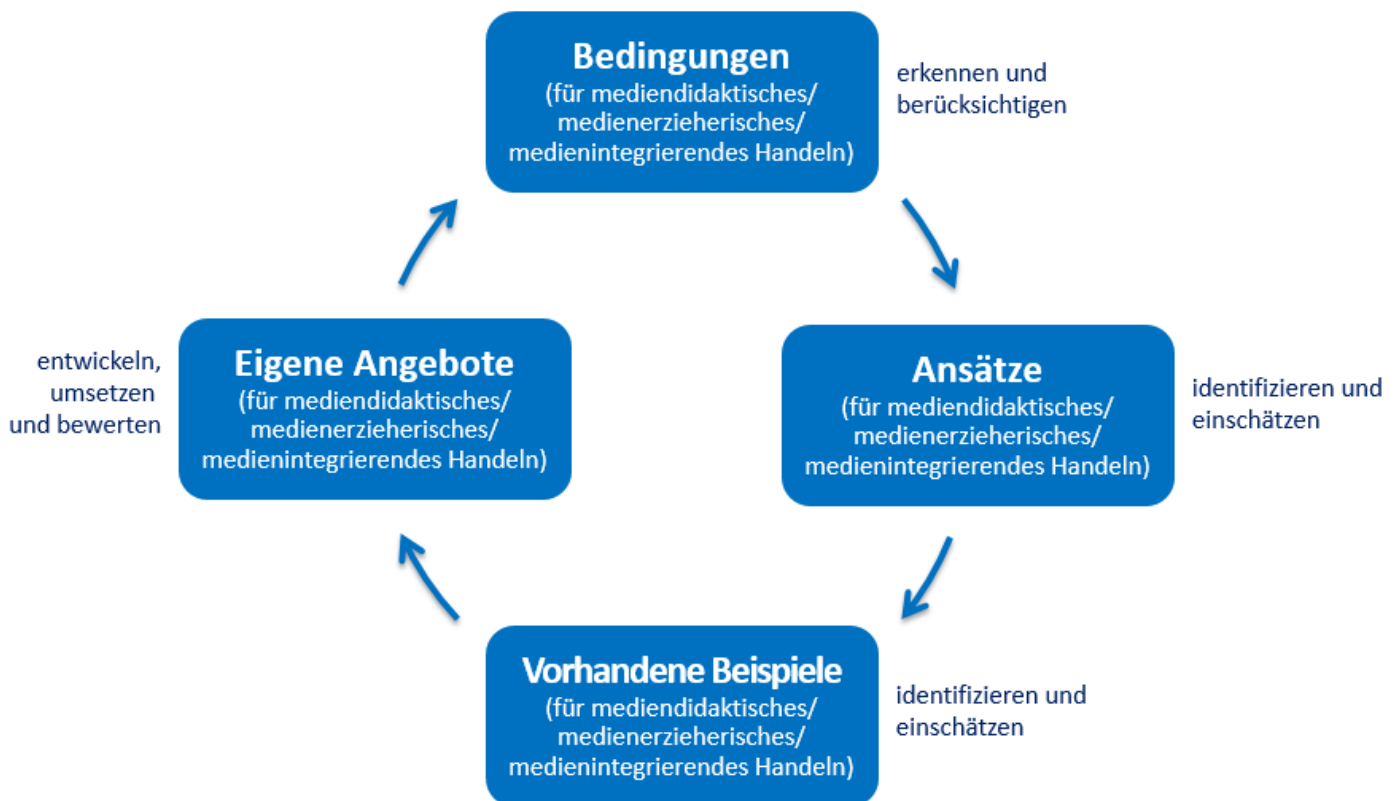 Bedingungen
(für mediendidaktisches/
medienerzieherisches/
medienintegrierendes Handeln)
erkennen und
berücksichtigen
Ansätze
(für mediendidaktisches/
medienerzieherisches/
medienintegrierendes Handeln)
identifizieren und
einschätzen
Vorhandene Beispiele
(für mediendidaktisches/
medienerzieherisches/
medienintegrierendes Handeln)
identifizieren und
einschätzen
Eigene Angebote
(für mediendidaktisches/
medienerzieherisches/
medienintegrierendes Handeln)
entwickeln,
umsetzen
und bewerten